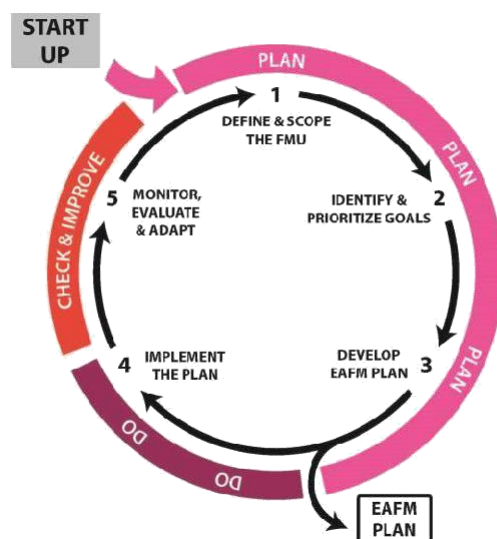 START
UP
PLAN
1
DEFINE & SCOPE
THE FMU
PLAN
2
IDENTIFY &
PRIORITIZE GOALS
PLAN
3
DEVELOP
EAFM PLAN
EAFM
PLAN
DO
DO
4
IMPLEMENT
THE PLAN
CHECK & IMPROVE
5
MONITOR,
EVALUATE
& ADAPT